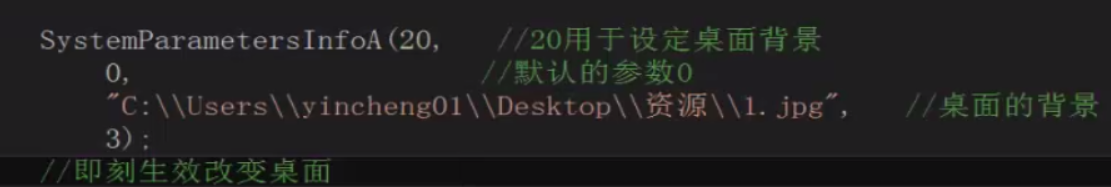 SystemParametersInfoA(20, //20用于设定桌面背景
0, //默认的参数0
"C:\\Users\\yincheng01\\Desktop\\资源\\1.jpg", //桌面的背景
3);
//即刻生效改变桌面